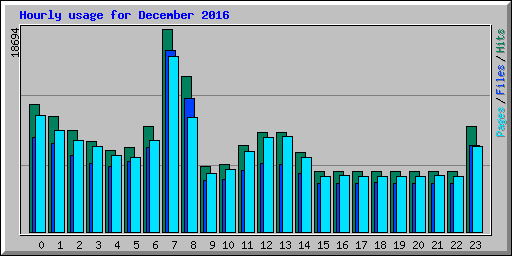 Hourly usage for December 2016
18694
Pages / Files / Hits
0 1 2 3 4 5 6 7 8 9 10 11 12 13 14 15 16 17 18 19 20 21 22 23